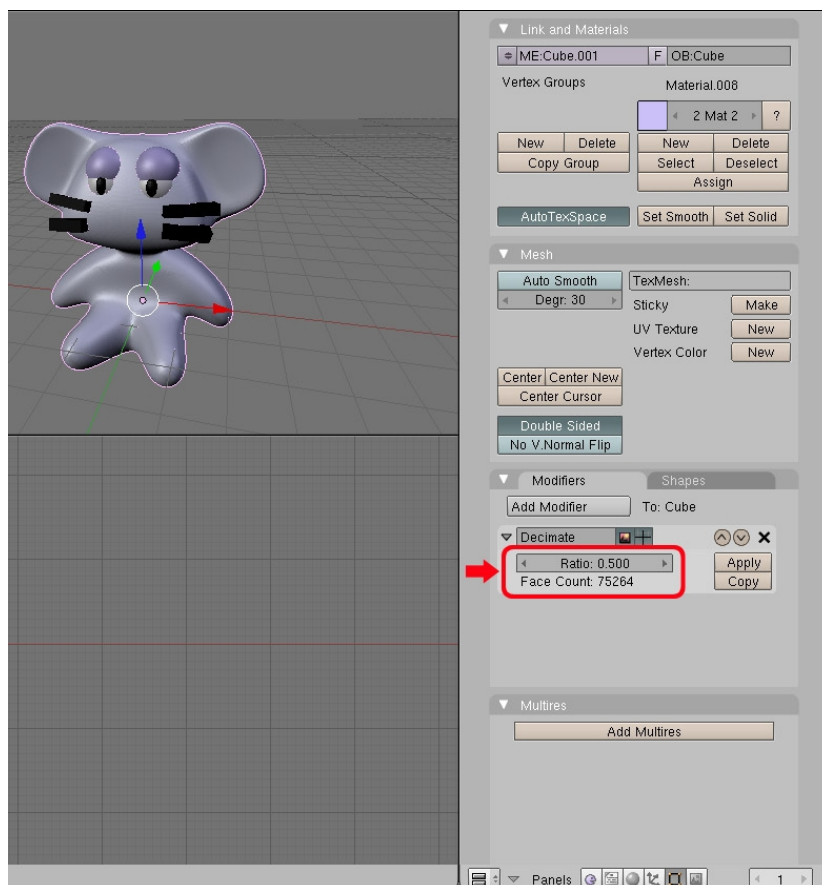 Link and Materials
ME:Cube.001 F OB:Cube
Vertex Groups Material.008
2 Mat 2 ?
New Delete New Delete
Copy Group Select Deselect
Assign
AutoTexSpace Set Smooth Set Solid
Mesh
Auto Smooth TexMesh:
Degr: 30 Sticky Make
UV Texture New
Vertex Color New
Center Center New
Center Cursor
Double Sided
No V.Normal Flip
Modifiers Shapes
Add Modifier To: Cube
Decimate
Ratio: 0.500 Apply
Face Count: 75264 Copy
Multires
Add Multires
Panels 1